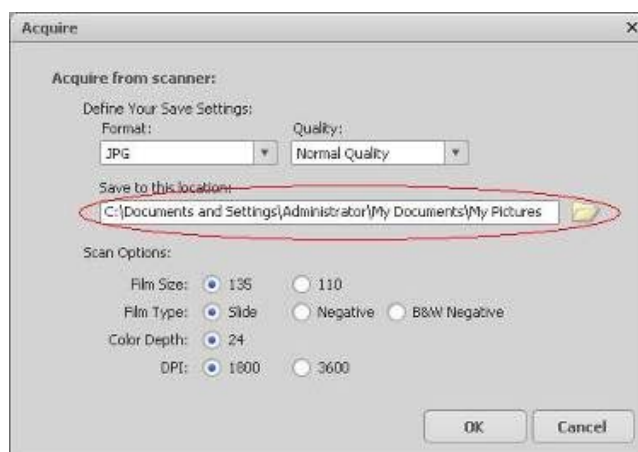 Acquire
Acquire from scanner:
Define Your Save Settings:
Format: Quality:
JPG Normal Quality
Save to this location:
C:\Documents and Settings\Administrator\My Documents\My Pictures
Scan Options:
Film Size: 135 110
Film Type: Slide Negative B&W Negative
Color Depth: 24
DPI: 1800 3600
OK Cancel